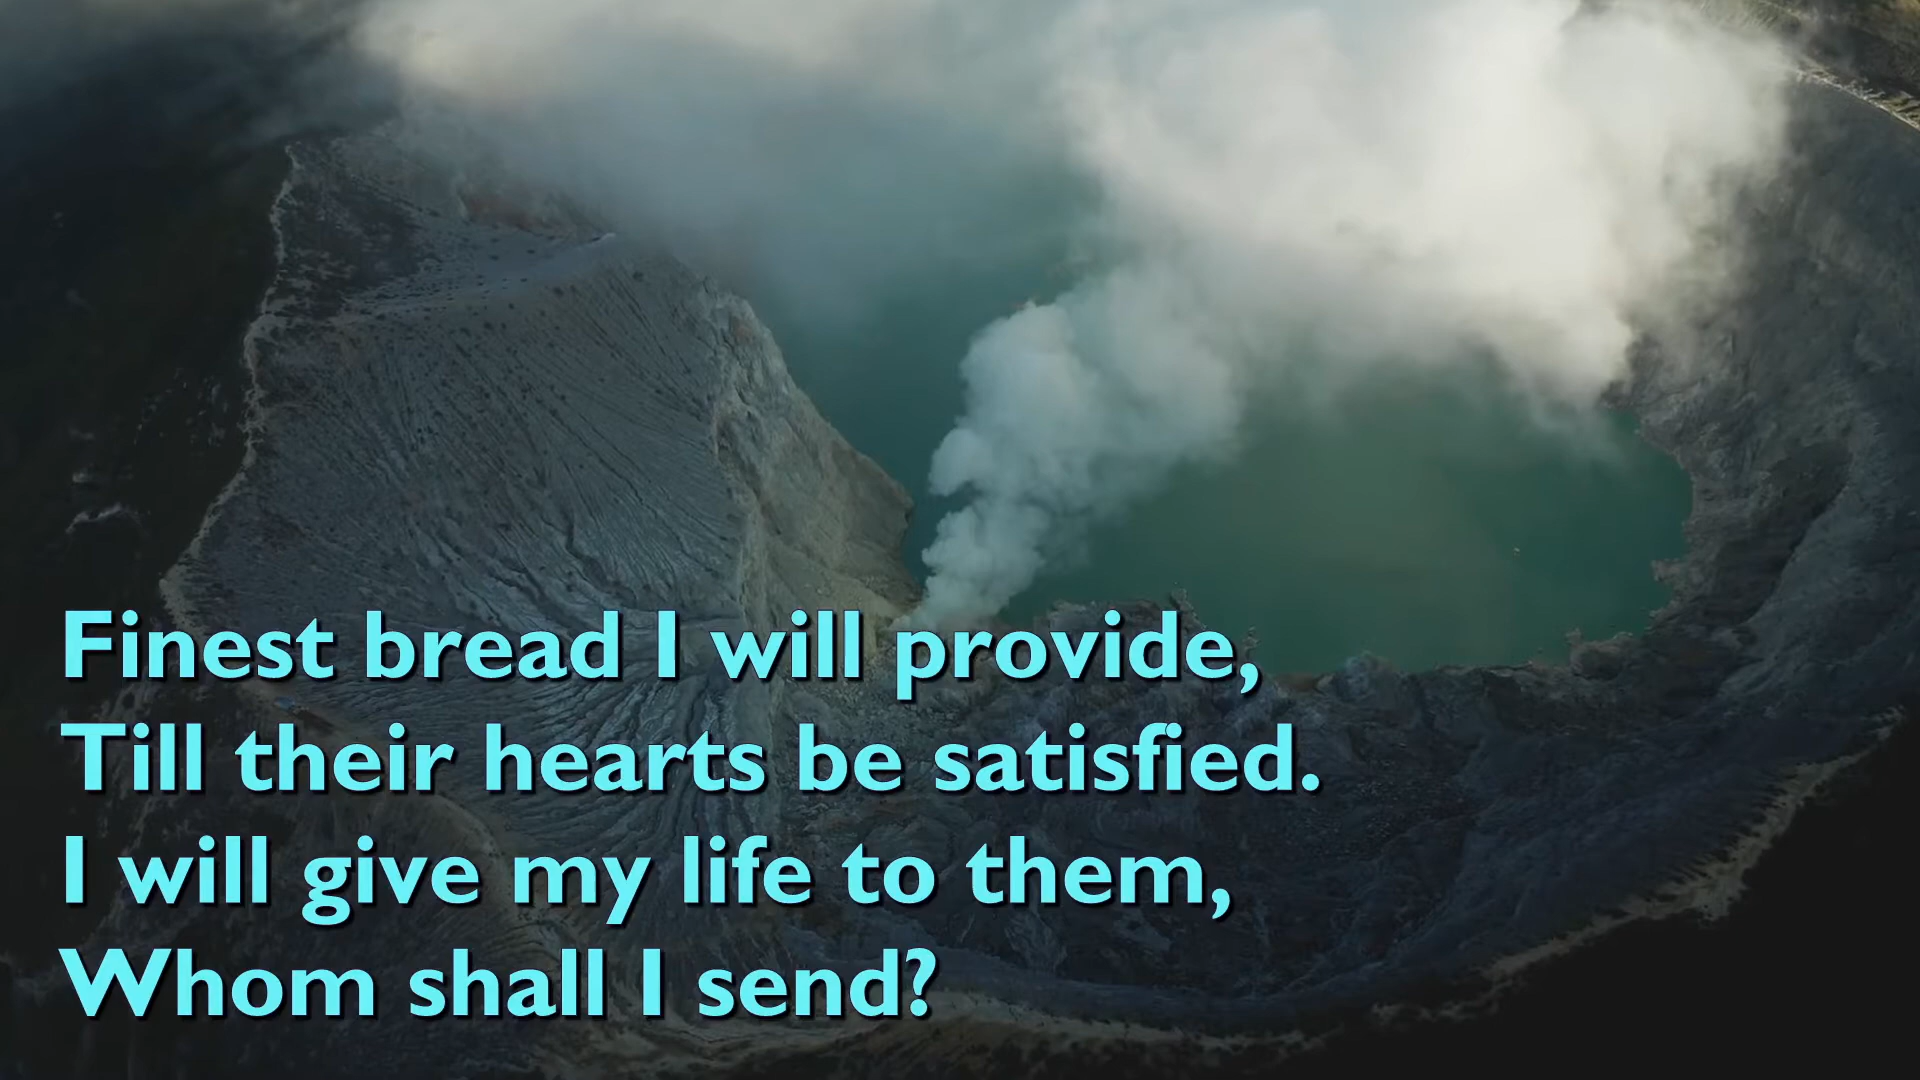 Finest bread I will provide,
Till their hearts be satisfied.
I will give my life to them,
Whom shall I send?